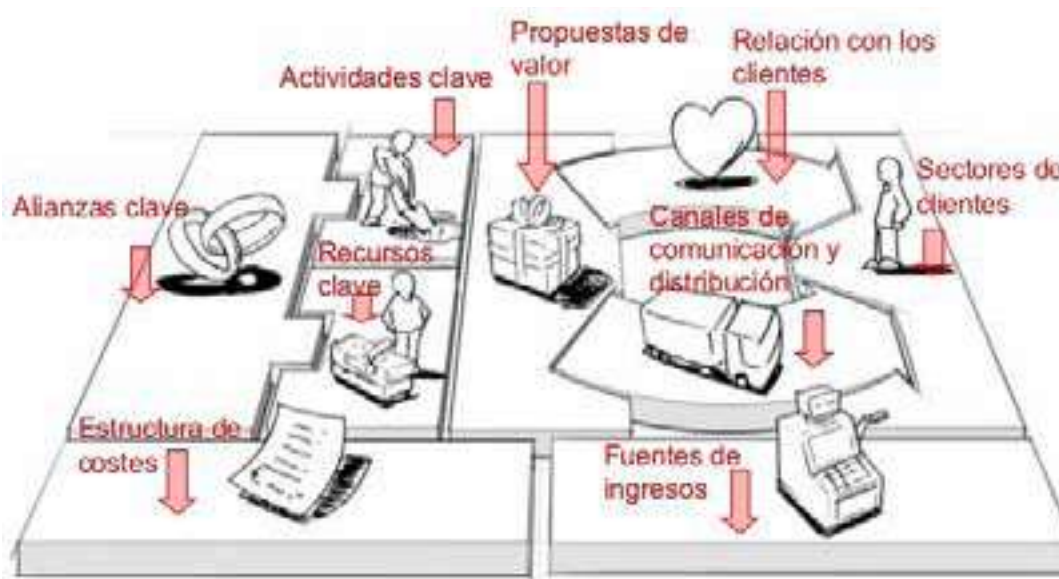 Propuestas de
valor
Relación con los
clientes
Actividades clave
Sectores de
clientes
Alianzas clave
Canales de
comunicación y
distribución
Recursos
clave
Estructura de
costes
Fuentes de
ingresos